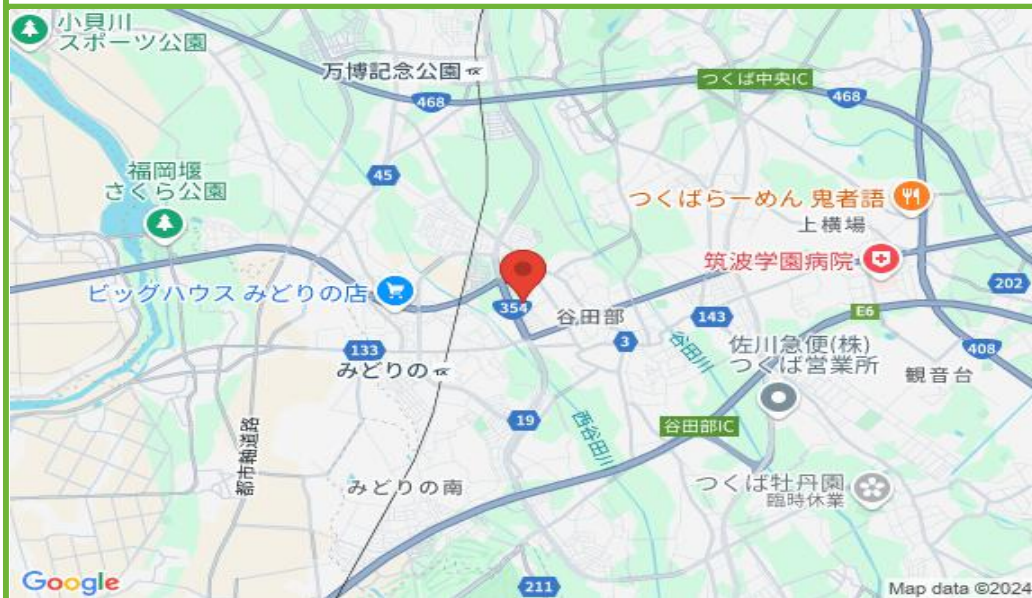 小貝川
スポーツ公園
万博記念公園
468
つくば中央IC
468
45
福岡堰
さくら公園
つくばらーめん 鬼者語
上横場
筑波学園病院
202
ビッグハウス みどりの店
354
谷田部
143
E6
3
谷田川
佐川急便(株)
つくば営業所
408
観音台
133
みどりの
19
西谷田川
谷田部IC
都市軸道路
みどりの南
つくば牡丹園
臨時休業
211
Google
Map data ©2024